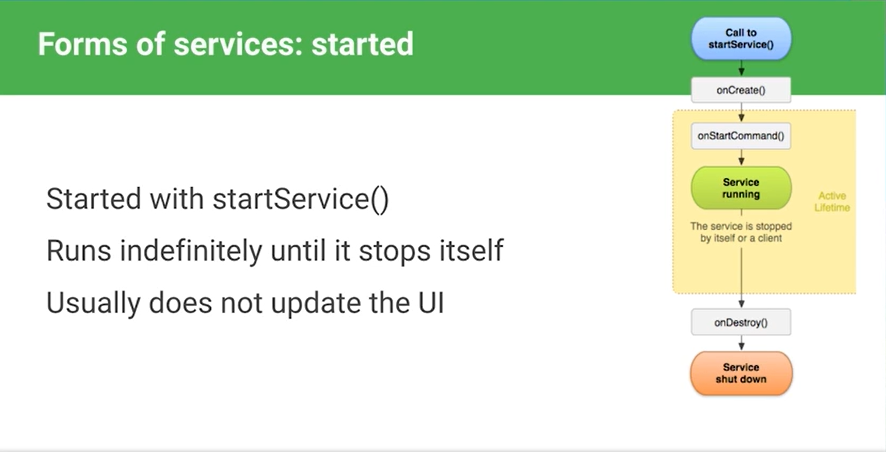 Forms of services: started
Started with startService()
Runs indefinitely until it stops itself
Usually does not update the UI
Call to
startService()
onCreate()
onStartCommand()
Service
running
Active
Lifetime
The service is stopped
by itself or a client
onDestroy()
Service
shut down